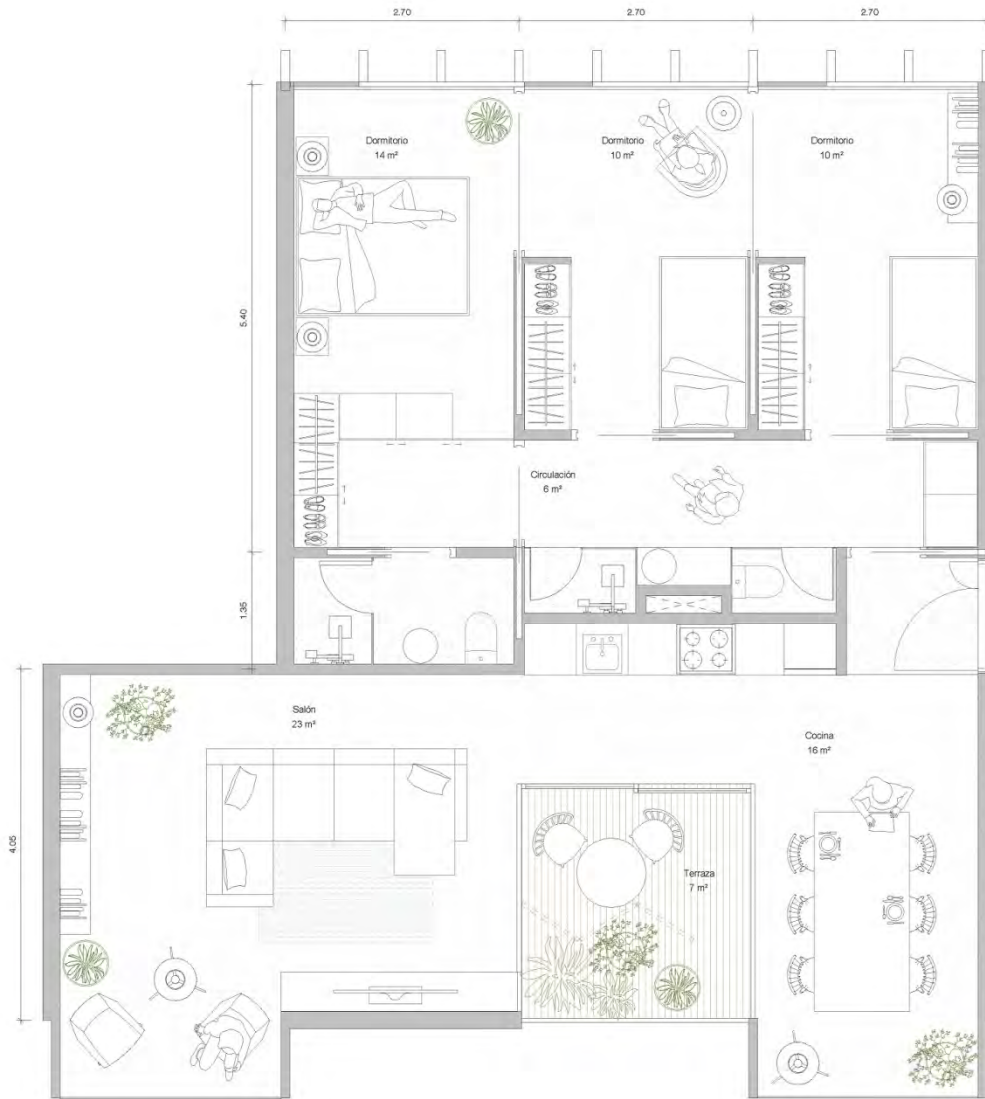 2.70
2.70
2.70
Dormitorio
14 m²
Dormitorio
10 m²
Dormitorio
10 m²
5.40
Circulación
6 m²
1.35
Salón
23 m²
Cocina
16 m²
4.05
Terraza
7 m²